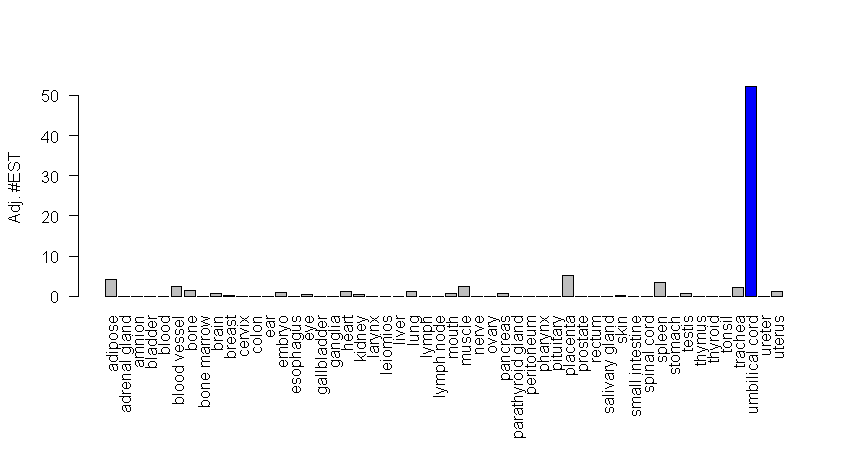 Adj. #EST
50
40
30
20
10
0
adipose
adrenal gland
amnion
bladder
blood
blood vessel
bone
bone marrow
brain
breast
cervix
colon
ear
embryo
esophagus
eye
gallbladder
ganglia
heart
kidney
larynx
leiomios
liver
lung
lymph
lymph node
mouth
muscle
nerve
ovary
pancreas
parathyroid gland
peritoneum
pharynx
pituitary
placenta
prostate
rectum
salivary gland
skin
small intestine
spinal cord
spleen
stomach
testis
thymus
thyroid
tonsil
trachea
umbilical cord
ureter
uterus